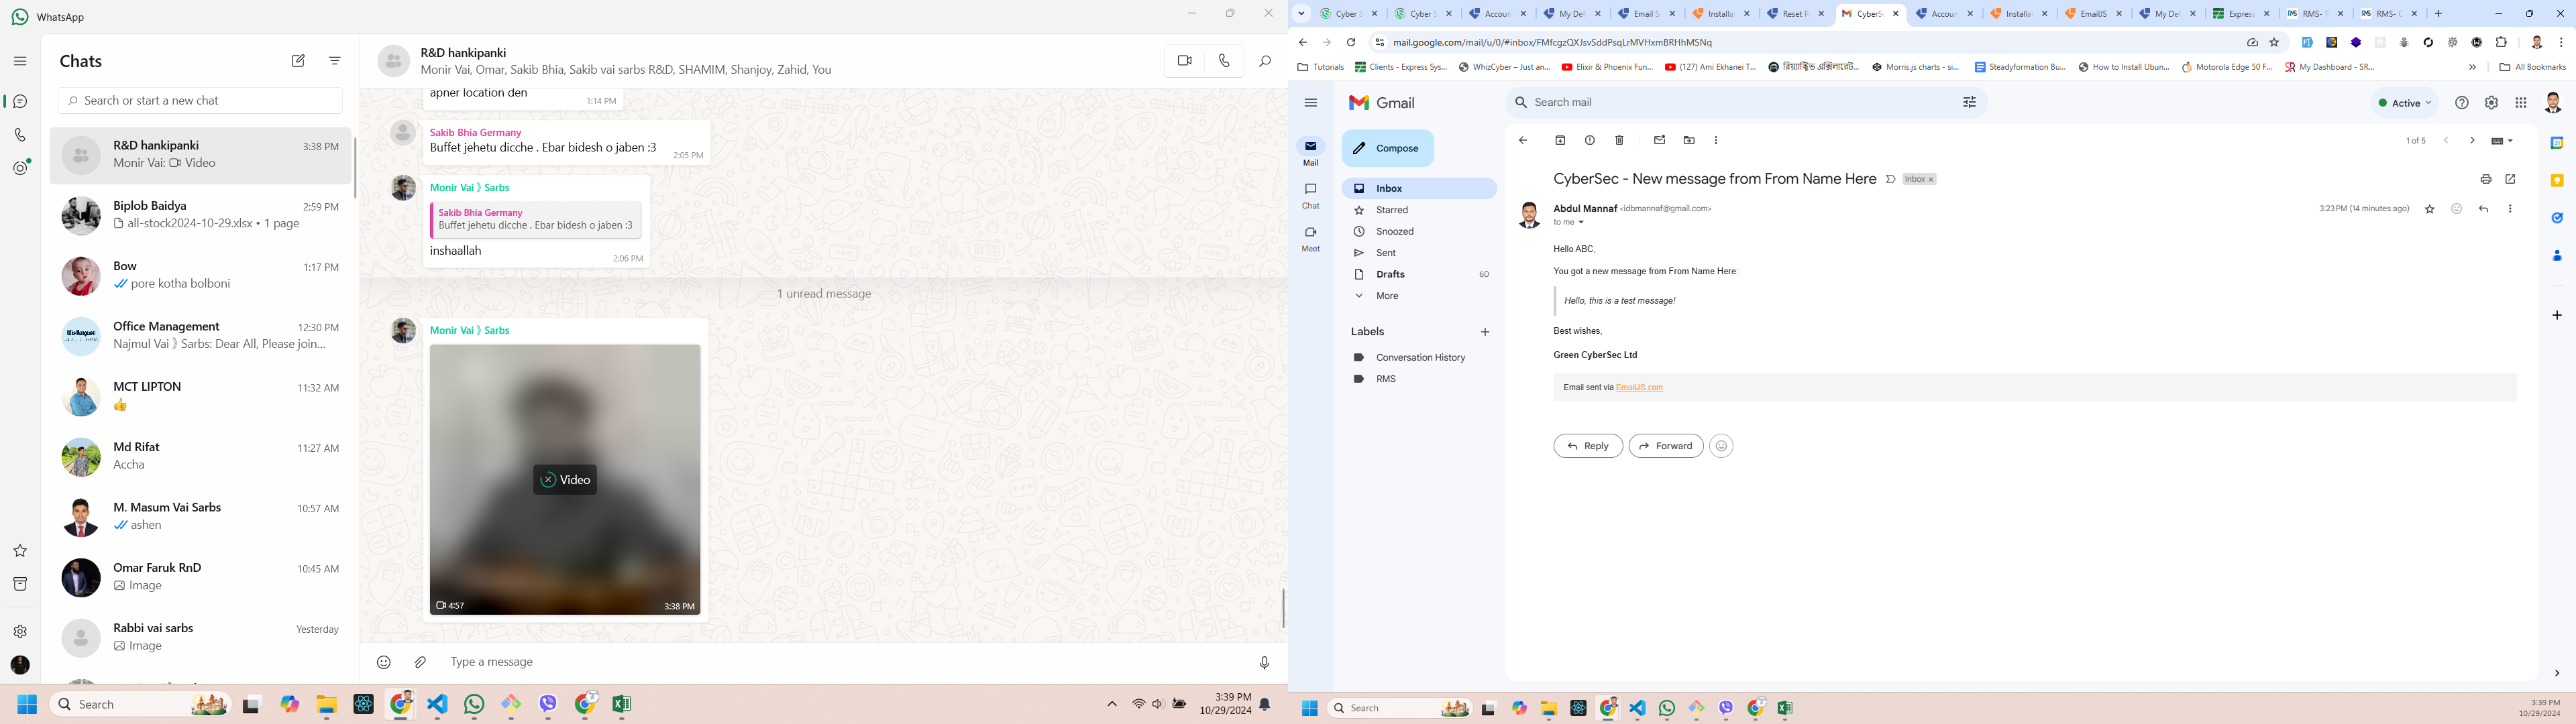 WhatsApp
Chats
Search or start a new chat
R&D hankipanki
3:38 PM
Monir Vai: Video
Biplob Baidya
2:59 PM
all-stock2024-10-29.xlsx • 1 page
Bow
1:17 PM
pore kotha bolboni
Office Management
12:30 PM
Najmul Vai 》Sarbs: Dear All, Please join...
MCT LIPTON
11:32 AM
👍
Md Rifat
11:27 AM
Accha
M. Masum Vai Sarbs
10:57 AM
ashen
Omar Faruk RnD
10:45 AM
Image
Rabbi vai sarbs
Yesterday
Image
R&D hankipanki
Monir Vai, Omar, Sakib Bhia, Sakib vai sarbs R&D, SHAMIM, Shanjoy, Zahid, You
apner location den
1:14 PM
Sakib Bhia Germany
Buffet jehetu dicche . Ebar bidesh o jaben :3
2:05 PM
Monir Vai 》Sarbs
Sakib Bhia Germany
Buffet jehetu dicche . Ebar bidesh o jaben :3
inshaallah
2:06 PM
1 unread message
Monir Vai 》Sarbs
Video
4:57
3:38 PM
Type a message
Search
3:39 PM
10/29/2024
Cyber S
Cyber S
Accoun
My Def
Email S
Installat
Reset P
CyberSe
Accoun
Installat
EmailJS
My Def
Express
RMS- T
RMS- C
mail.google.com/mail/u/0/#inbox/FMfcgzQXJsvSddPsqLrMVHxmBRHhMSNq
Tutorials
Clients - Express Sys...
WhizCyber – Just an...
Elixir & Phoenix Fun...
(127) Ami Ekhanei T...
রিয়্যাক্টিভ এক্সিলারেট...
Morris.js charts - si...
Steadyformation Bu...
How to Install Ubun...
Motorola Edge 50 F...
My Dashboard - SR...
All Bookmarks
Gmail
Search mail
Active
Mail
Chat
Meet
Compose
Inbox
Starred
Snoozed
Sent
Drafts
60
More
Labels
Conversation History
RMS
1 of 5
CyberSec - New message from From Name Here
Inbox ×
Abdul Mannaf <idbmannaf@gmail.com>
3:23 PM (14 minutes ago)
to me
Hello ABC,
You got a new message from From Name Here:
Hello, this is a test message!
Best wishes,
Green CyberSec Ltd
Email sent via EmailJS.com
Reply
Forward
Search
3:39 PM
10/29/2024